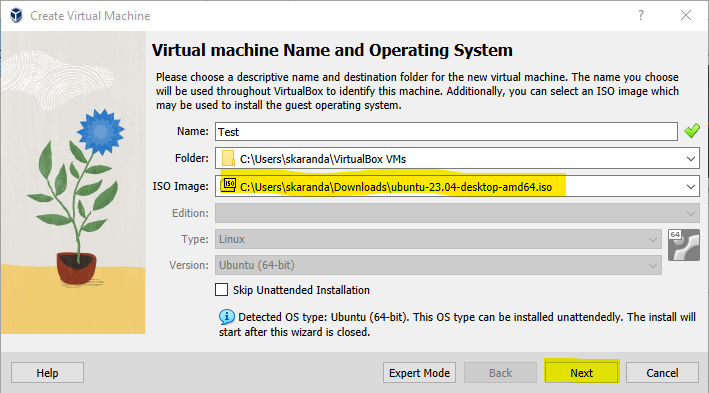 Create Virtual Machine
?
Virtual machine Name and Operating System
Please choose a descriptive name and destination folder for the new virtual machine. The name you choose
will be used throughout VirtualBox to identify this machine. Additionally, you can select an ISO image which
may be used to install the guest operating system.
Name: Test
Folder: C:\Users\skaranda\VirtualBox VMs
ISO Image: ISO C:\Users\skaranda\Downloads\ubuntu-23.04-desktop-amd64.iso
Edition:
Type: Linux 64
Version: Ubuntu (64-bit)
Skip Unattended Installation
Detected OS type: Ubuntu (64-bit). This OS type can be installed unattendedly. The install will
start after this wizard is closed.
Help Expert Mode Back Next Cancel